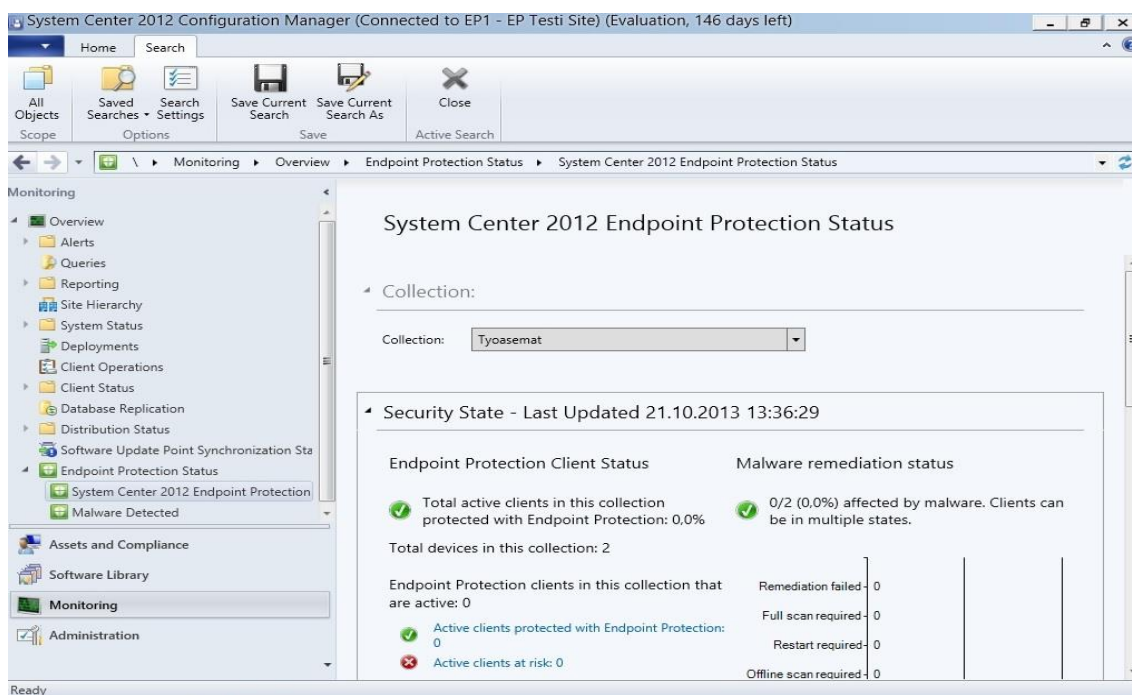 System Center 2012 Configuration Manager (Connected to EP1 - EP Testi Site) (Evaluation, 146 days left)
Home Search
All Objects
Saved Searches
Search Settings
Save Current Search
Save Current Search As
Close
Scope
Options
Save
Active Search
\ Monitoring Overview Endpoint Protection Status System Center 2012 Endpoint Protection Status
Monitoring
Overview
Alerts
Queries
Reporting
Site Hierarchy
System Status
Deployments
Client Operations
Client Status
Database Replication
Distribution Status
Software Update Point Synchronization Sta
Endpoint Protection Status
System Center 2012 Endpoint Protection
Malware Detected
Assets and Compliance
Software Library
Monitoring
Administration
System Center 2012 Endpoint Protection Status
Collection:
Collection: Tyoasemat
Security State - Last Updated 21.10.2013 13:36:29
Endpoint Protection Client Status
Total active clients in this collection
protected with Endpoint Protection: 0,0%
Total devices in this collection: 2
Endpoint Protection clients in this collection that
are active: 0
Active clients protected with Endpoint Protection:
0
Active clients at risk: 0
Malware remediation status
0/2 (0,0%) affected by malware. Clients can
be in multiple states.
Remediation failed 0
Full scan required 0
Restart required 0
Offline scan required 0
Ready